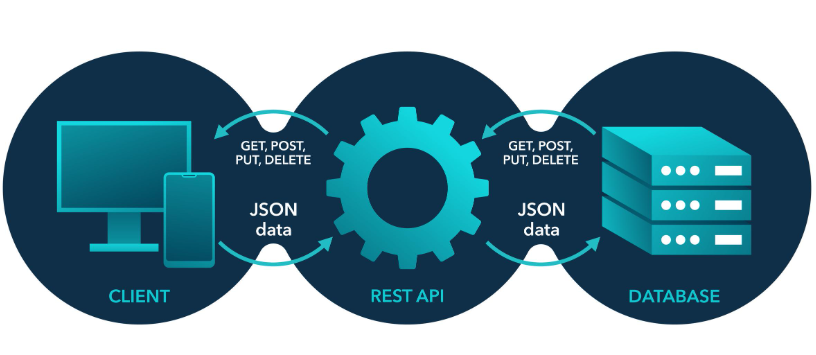 GET, POST,
PUT, DELETE
JSON
data
CLIENT
REST API
GET, POST,
PUT, DELETE
JSON
data
DATABASE